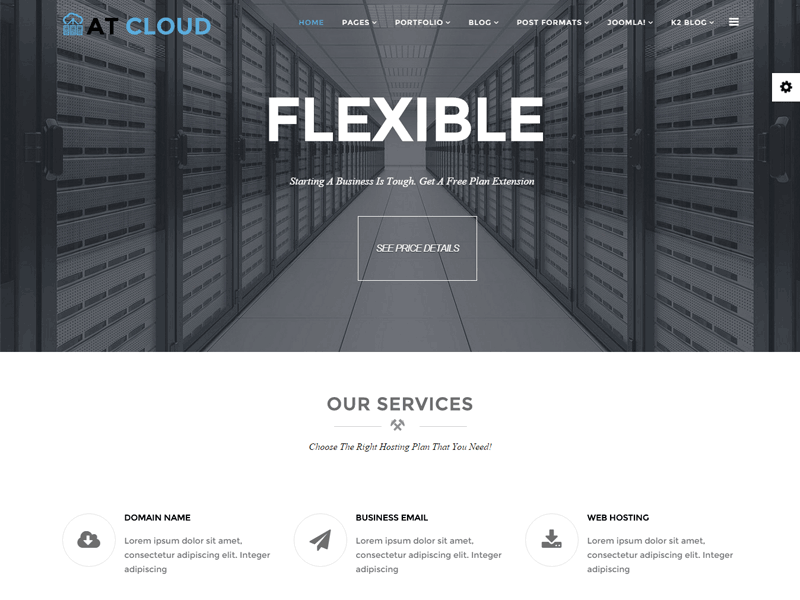 AT CLOUD
HOME PAGES PORTFOLIO BLOG POST FORMATS JOOMLA! K2 BLOG
FLEXIBLE
Starting A Business Is Tough. Get A Free Plan Extension
SEE PRICE DETAILS
OUR SERVICES
Choose The Right Hosting Plan That You Need!
DOMAIN NAME
Lorem ipsum dolor sit amet,
consectetur adipiscing elit. Integer
adipiscing
BUSINESS EMAIL
Lorem ipsum dolor sit amet,
consectetur adipiscing elit. Integer
adipiscing
WEB HOSTING
Lorem ipsum dolor sit amet,
consectetur adipiscing elit. Integer
adipiscing